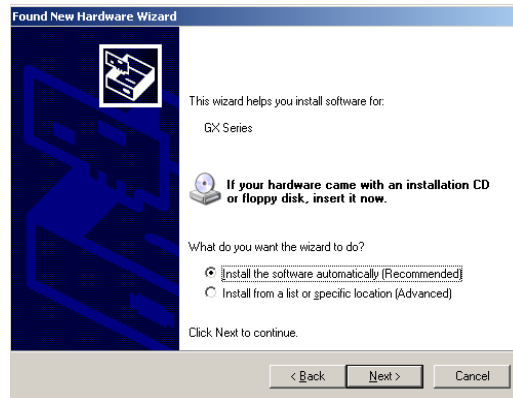 Found New Hardware Wizard
This wizard helps you install software for:
GX Series
If your hardware came with an installation CD
or floppy disk, insert it now.
What do you want the wizard to do?
Install the software automatically (Recommended)
Install from a list or specific location (Advanced)
Click Next to continue.
< Back Next > Cancel